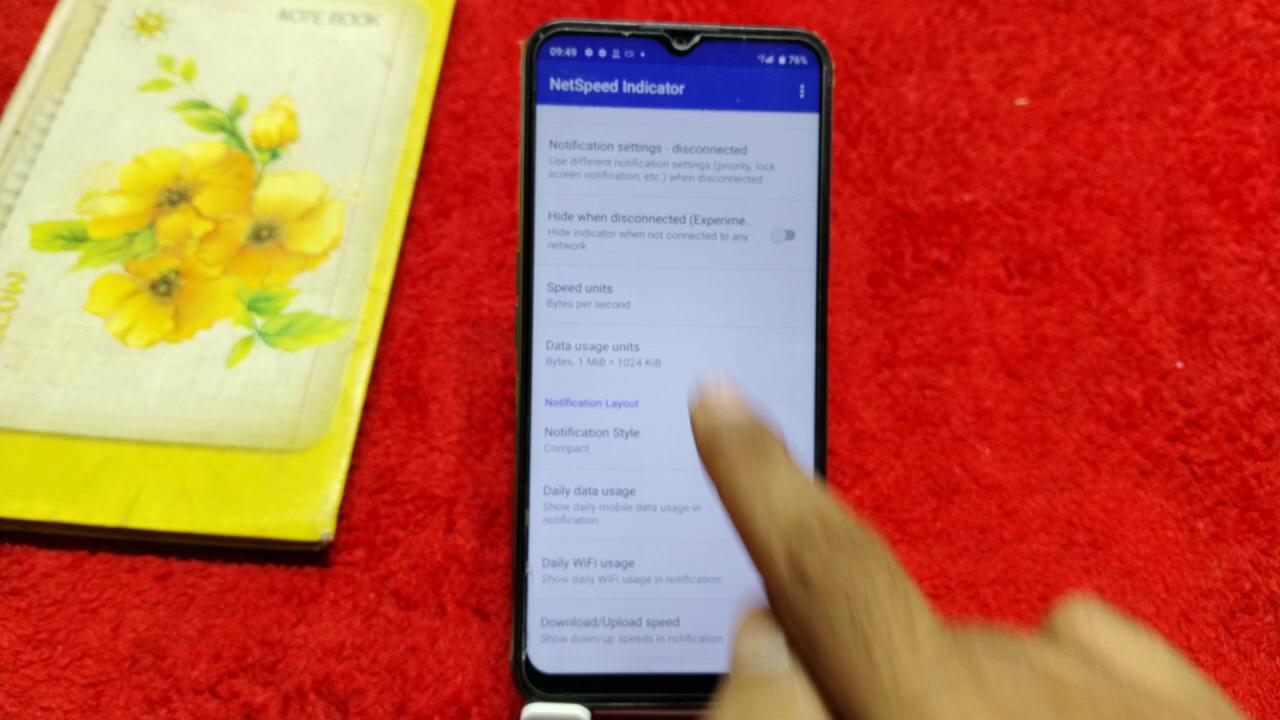 NOTE BOOK
09:49
76%
NetSpeed Indicator
Notification settings - disconnected
Use different notification settings (priority, lock
screen notification, etc.) when disconnected
Hide when disconnected (Experime..
Hide indicator when not connected to any
network
Speed units
Bytes per second
Data usage units
Bytes, 1 MiB = 1024 KiB
Notification Layout
Notification Style
Compact
Daily data usage
Show daily mobile data usage in
notification
Daily WiFi usage
Show daily WiFi usage in notification
Download/Upload speed
Show down/up speeds in notification